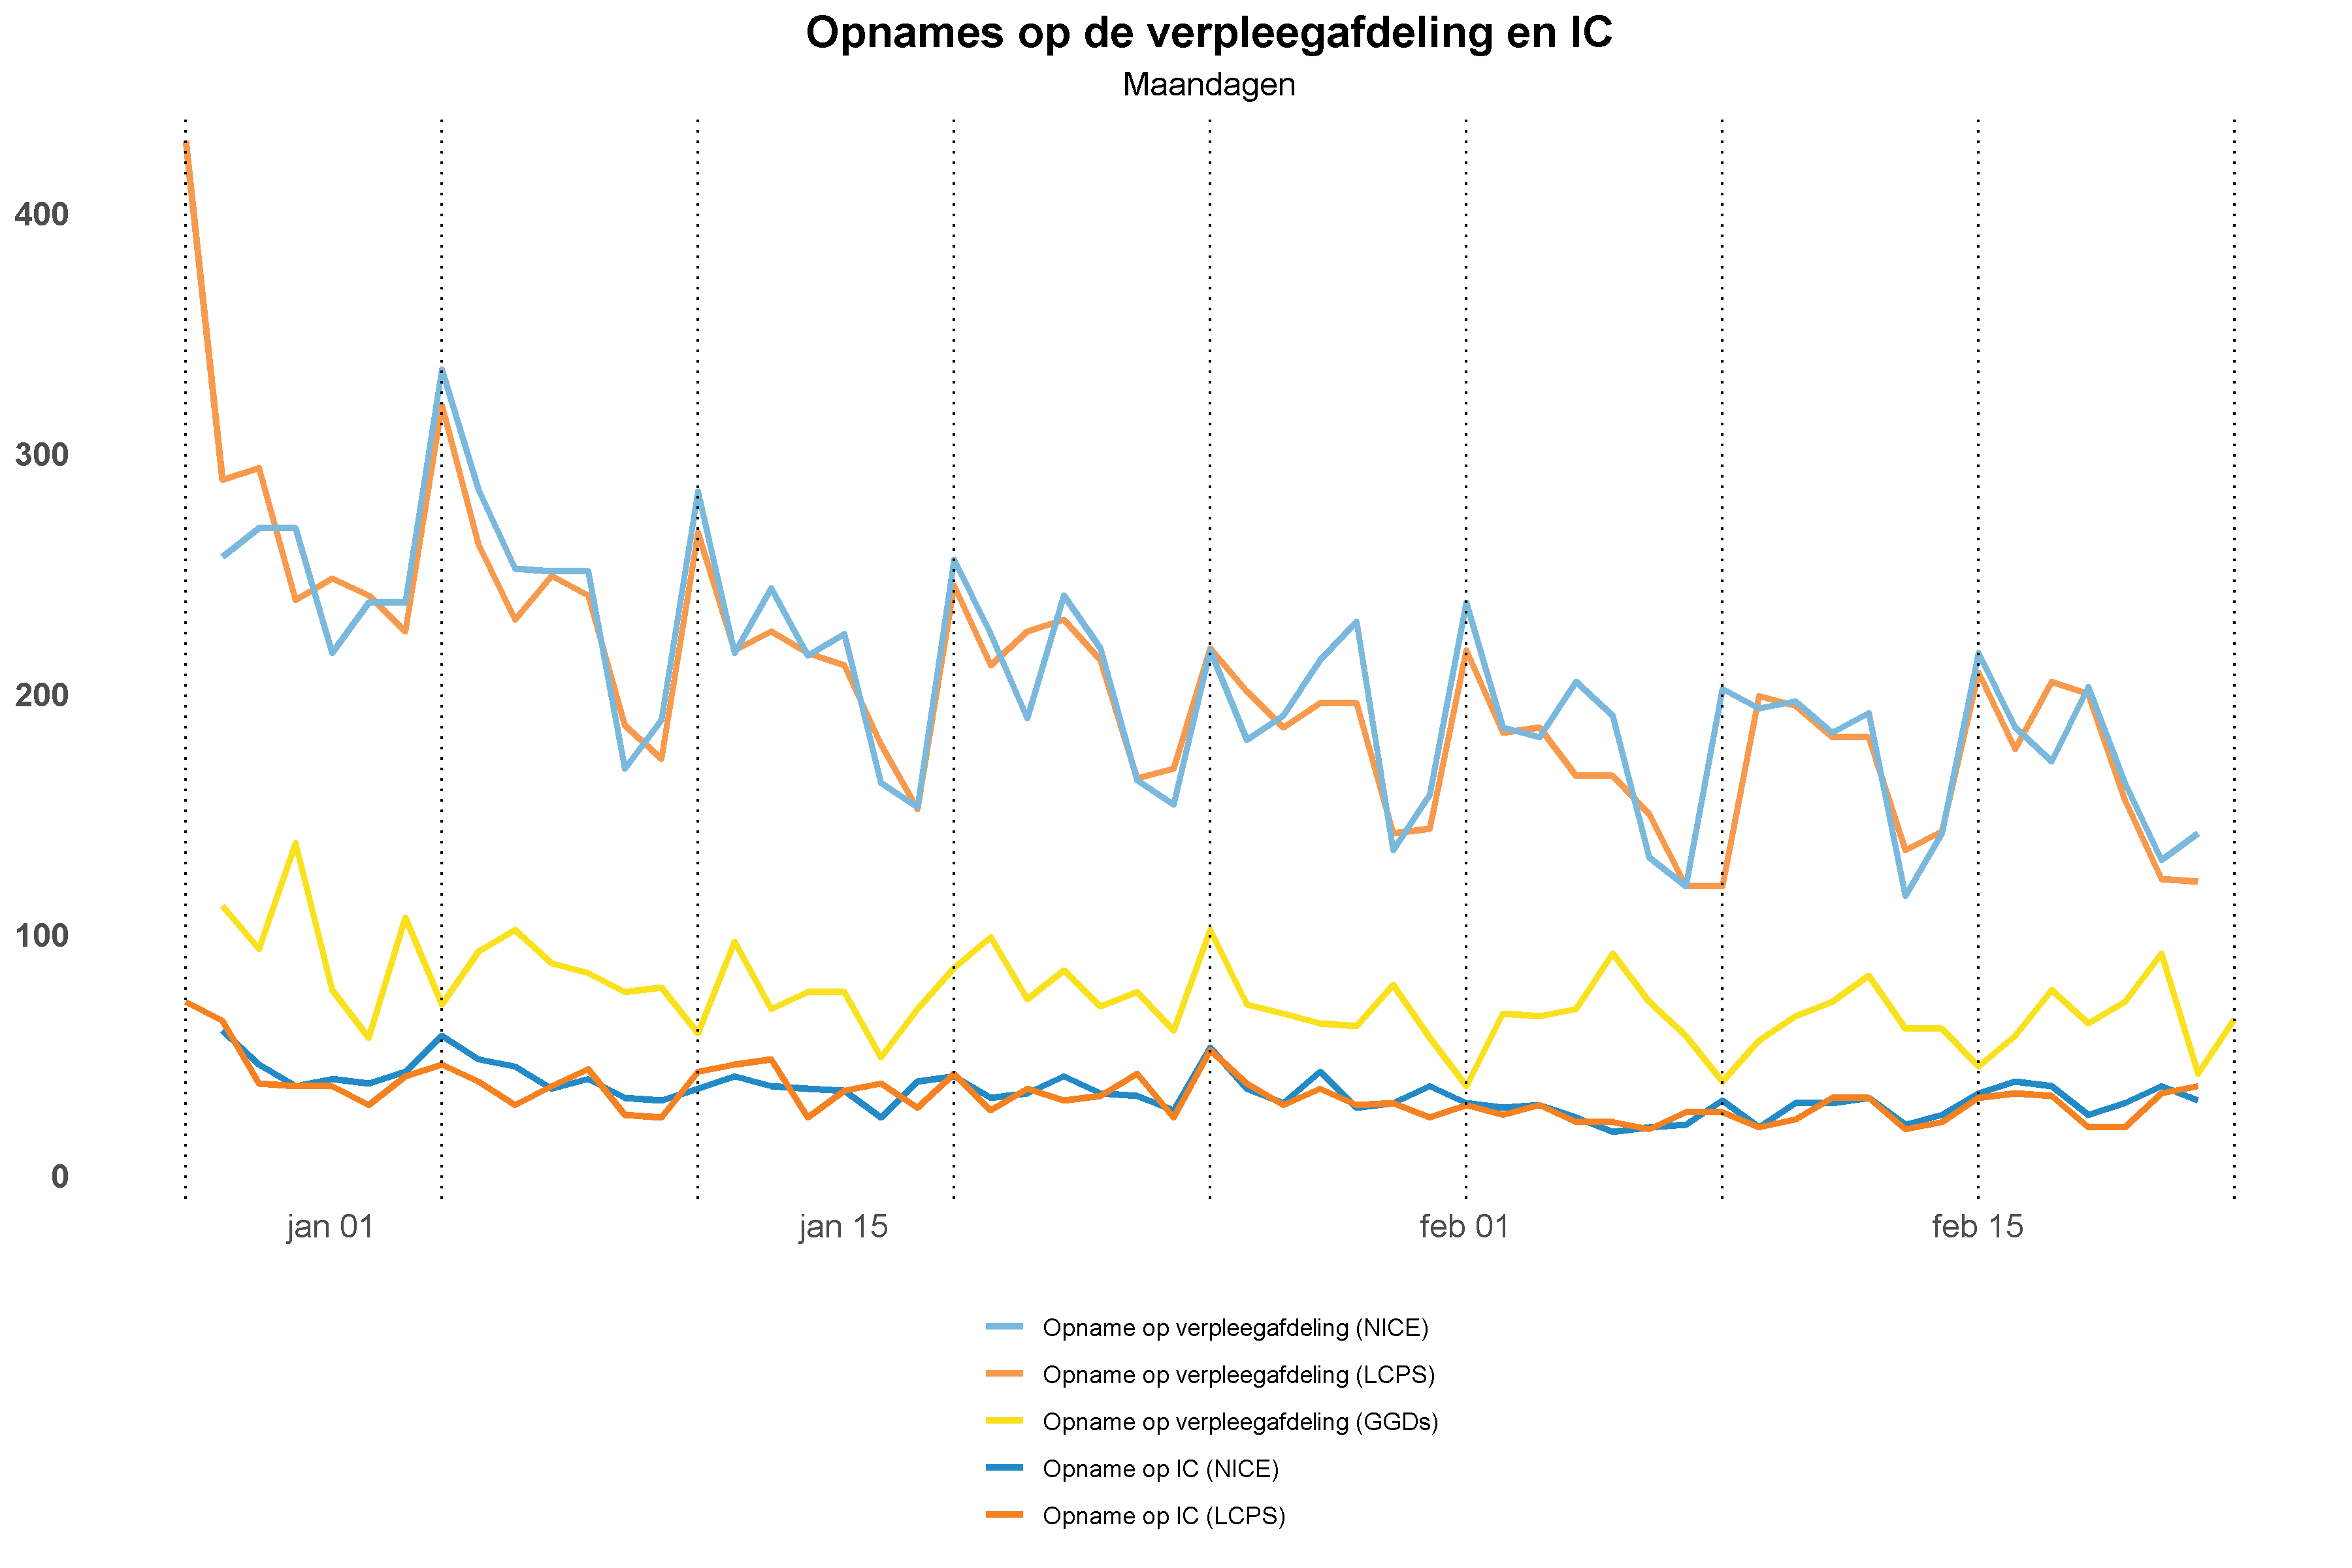 Opnames op de verpleegafdeling en IC
Maandagen
400
300
200
100
0
jan 01
jan 15
feb 01
feb 15
Opname op verpleegafdeling (NICE)
Opname op verpleegafdeling (LCPS)
Opname op verpleegafdeling (GGDs)
Opname op IC (NICE)
Opname op IC (LCPS)